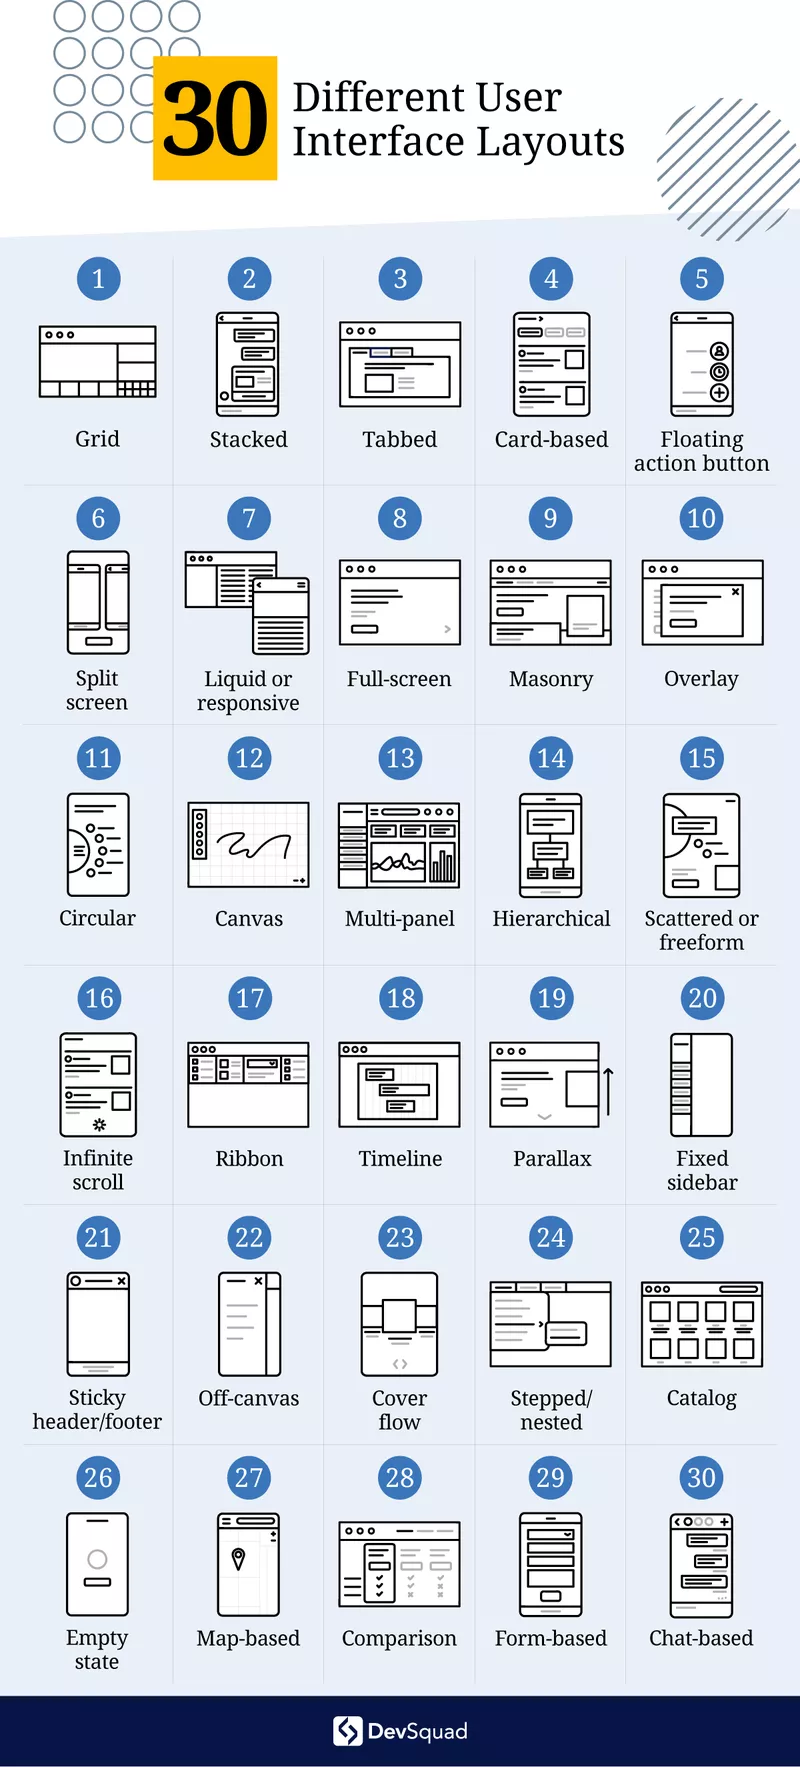 30
Different User
Interface Layouts
1
2
3
4
5
Grid
Stacked
Tabbed
Card-based
Floating
action button
6
7
8
9
10
Split
screen
Liquid or
responsive
Full-screen
Masonry
Overlay
11
12
13
14
15
Circular
Canvas
Multi-panel
Hierarchical
Scattered or
freeform
16
17
18
19
20
Infinite
scroll
Ribbon
Timeline
Parallax
Fixed
sidebar
21
22
23
24
25
Sticky
header/footer
Off-canvas
Cover
flow
Stepped/
nested
Catalog
26
27
28
29
30
Empty
state
Map-based
Comparison
Form-based
Chat-based
DevSquad